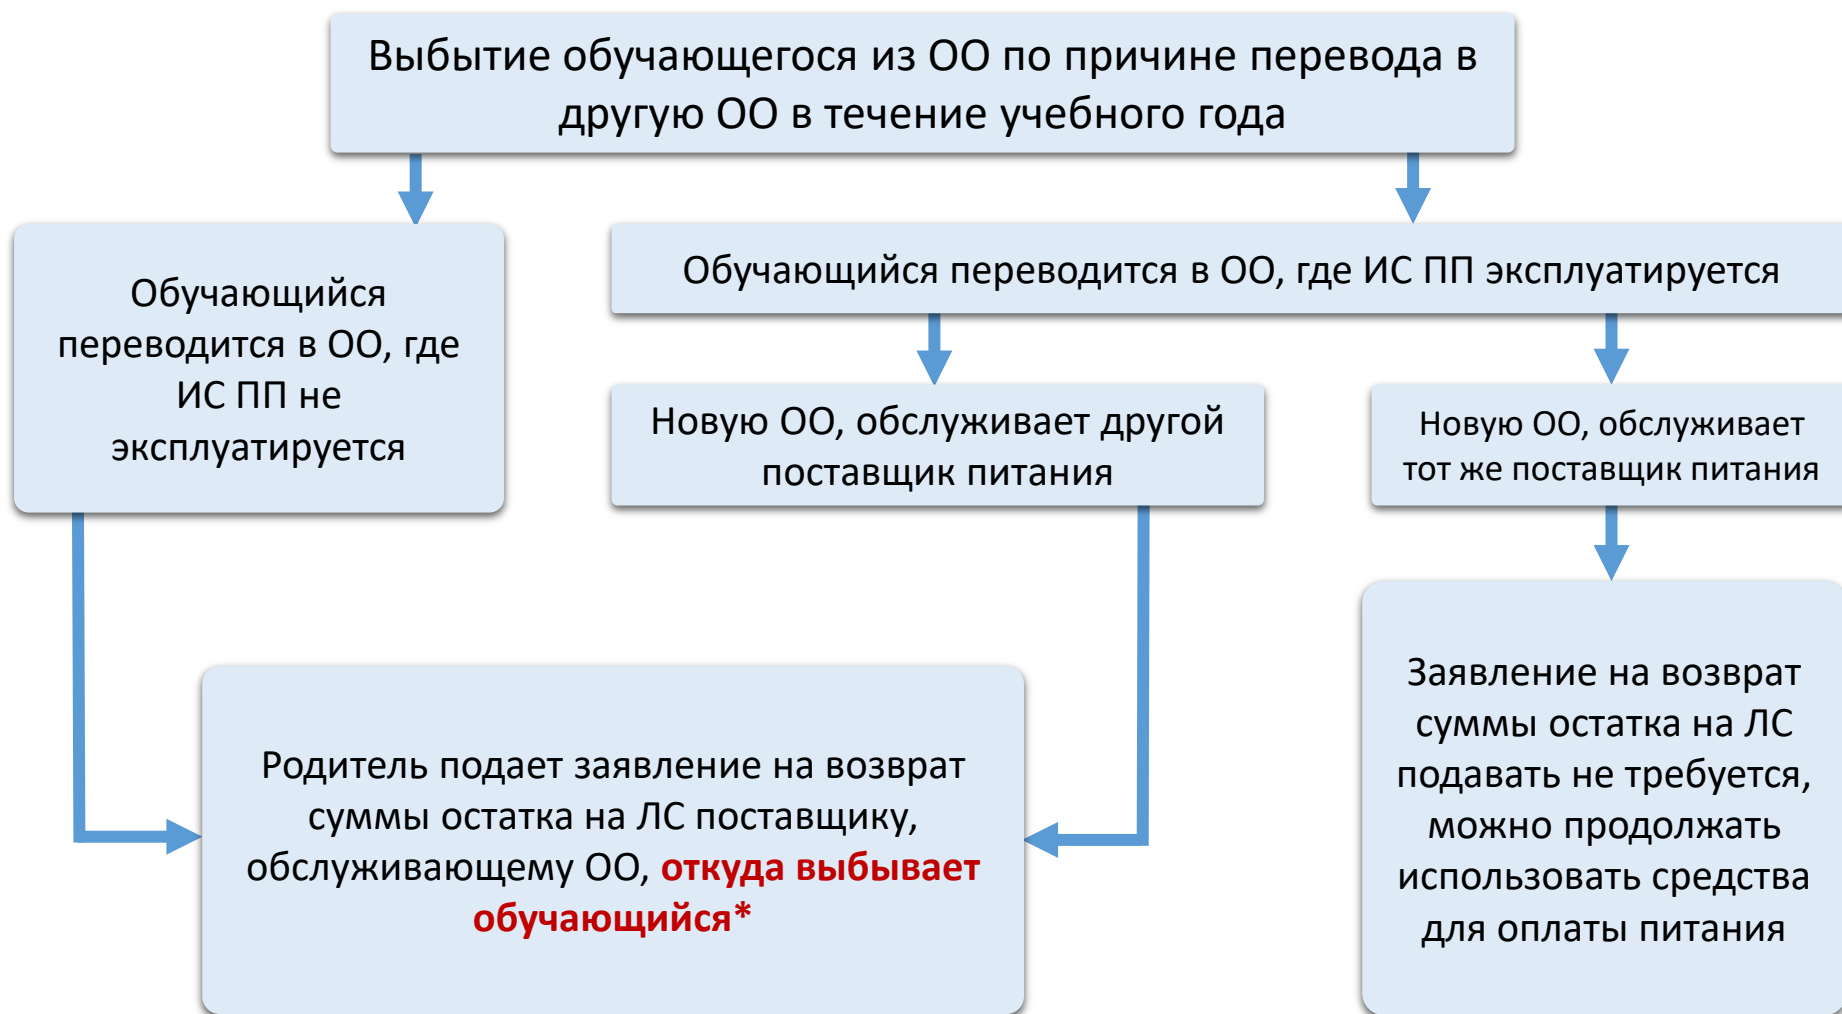 Выбытие обучающегося из ОО по причине перевода в
другую ОО в течение учебного года
Обучающийся
переводится в ОО, где
ИС ПП не
эксплуатируется
Обучающийся переводится в ОО, где ИС ПП эксплуатируется
Новую ОО, обслуживает другой
поставщик питания
Новую ОО, обслуживает
тот же поставщик питания
Родитель подает заявление на возврат
суммы остатка на ЛС поставщику,
обслуживающему ОО, откуда выбывает
обучающийся*
Заявление на возврат
суммы остатка на ЛС
подавать не требуется,
можно продолжать
использовать средства
для оплаты питания